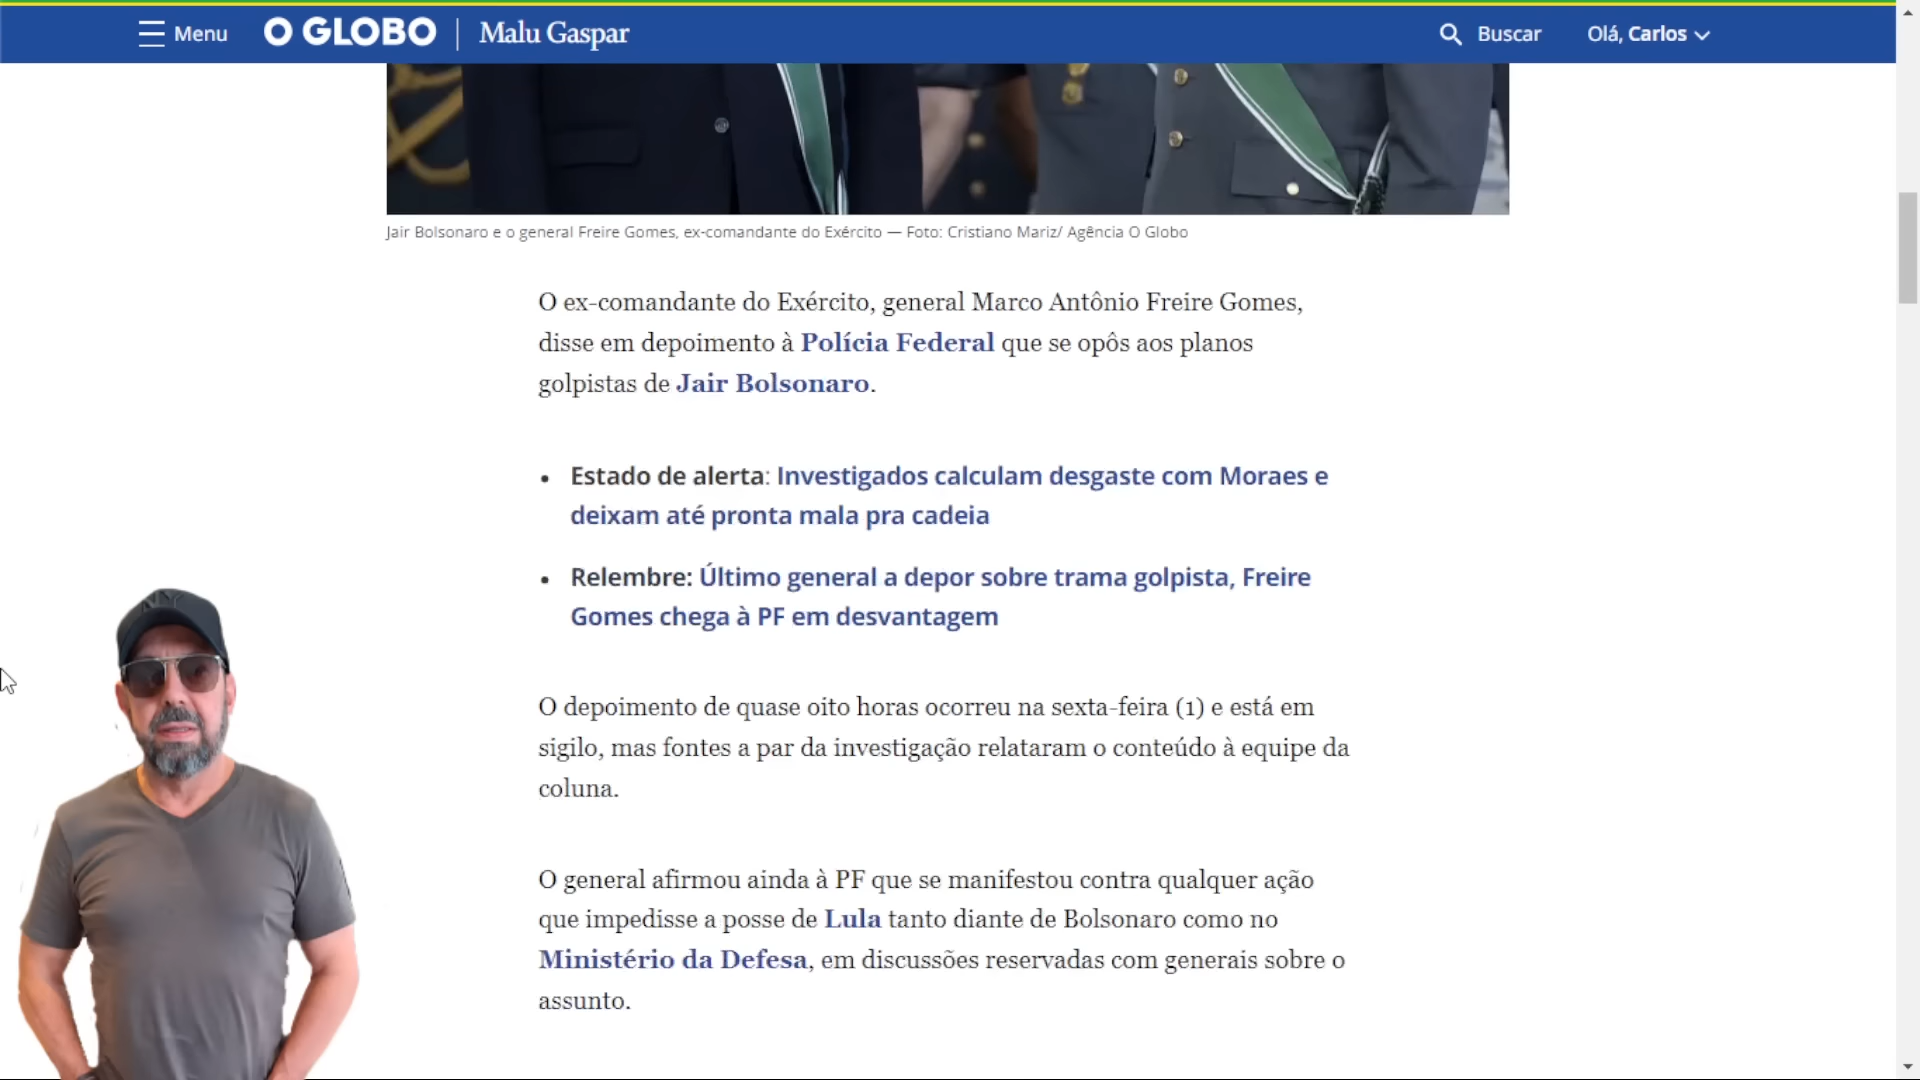 Menu
O GLOBO
Malu Gaspar
Buscar
Olá, Carlos
Jair Bolsonaro e o general Freire Gomes, ex-comandante do Exército — Foto: Cristiano Mariz/ Agência O Globo
O ex-comandante do Exército, general Marco Antônio Freire Gomes,
disse em depoimento à Polícia Federal que se opôs aos planos
golpistas de Jair Bolsonaro.
• Estado de alerta: Investigados calculam desgaste com Moraes e
deixam até pronta mala pra cadeia
• Relembre: Último general a depor sobre trama golpista, Freire
Gomes chega à PF em desvantagem
O depoimento de quase oito horas ocorreu na sexta-feira (1) e está em
sigilo, mas fontes a par da investigação relataram o conteúdo à equipe da
coluna.
O general afirmou ainda à PF que se manifestou contra qualquer ação
que impedisse a posse de Lula tanto diante de Bolsonaro como no
Ministério da Defesa, em discussões reservadas com generais sobre o
assunto.
NY